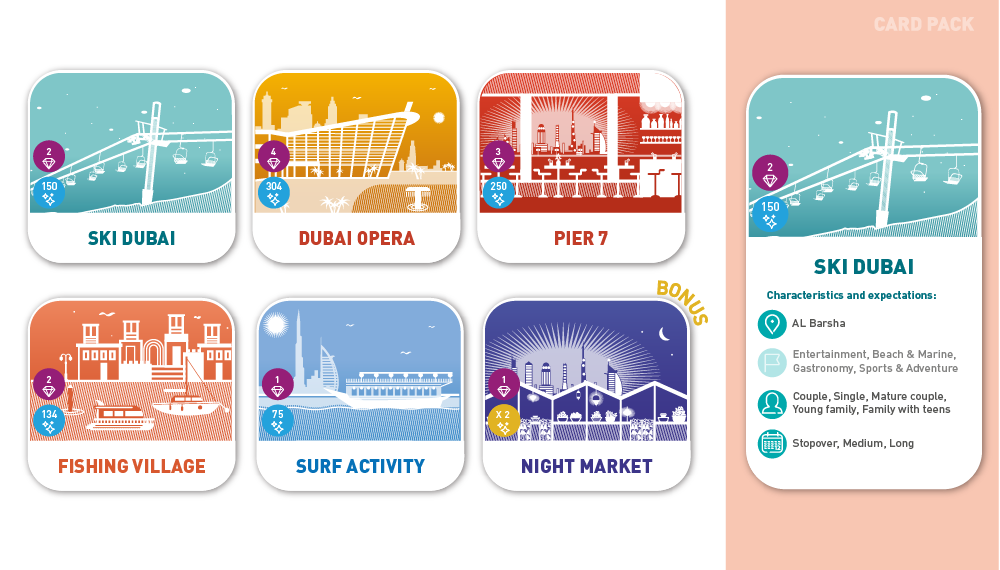 CARD PACK
2
150
SKI DUBAI
4
304
DUBAI OPERA
3
250
PIER 7
2
134
FISHING VILLAGE
1
75
SURF ACTIVITY
BONUS
1
X 2
NIGHT MARKET
2
150
SKI DUBAI
Characteristics and expectations:
AL Barsha
Entertainment, Beach & Marine,
Gastronomy, Sports & Adventure
Couple, Single, Mature couple,
Young family, Family with teens
Stopover, Medium, Long